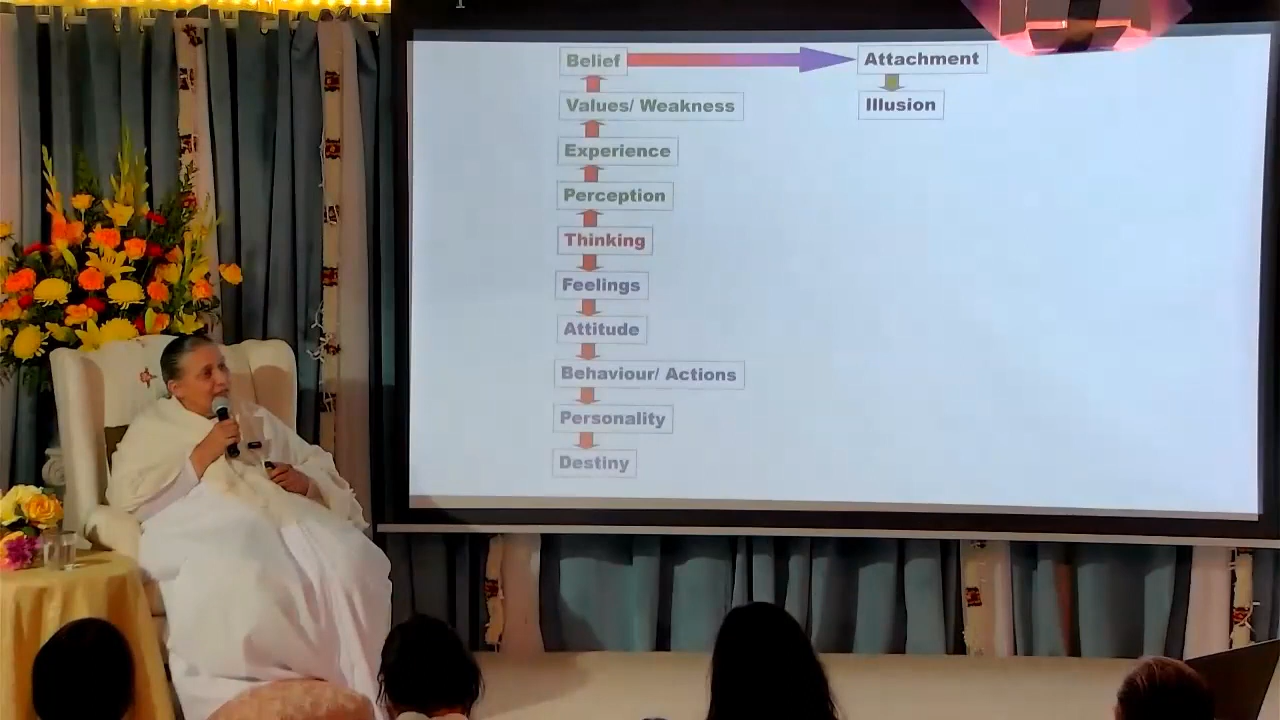 Belief
Attachment
Values/ Weakness
Illusion
Experience
Perception
Thinking
Feelings
Attitude
Behaviour/ Actions
Personality
Destiny